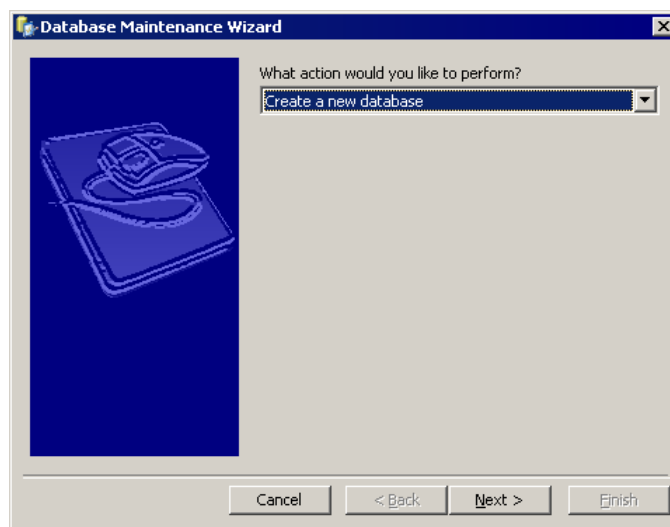 Database Maintenance Wizard
What action would you like to perform?
Create a new database
Cancel
< Back
Next >
Finish